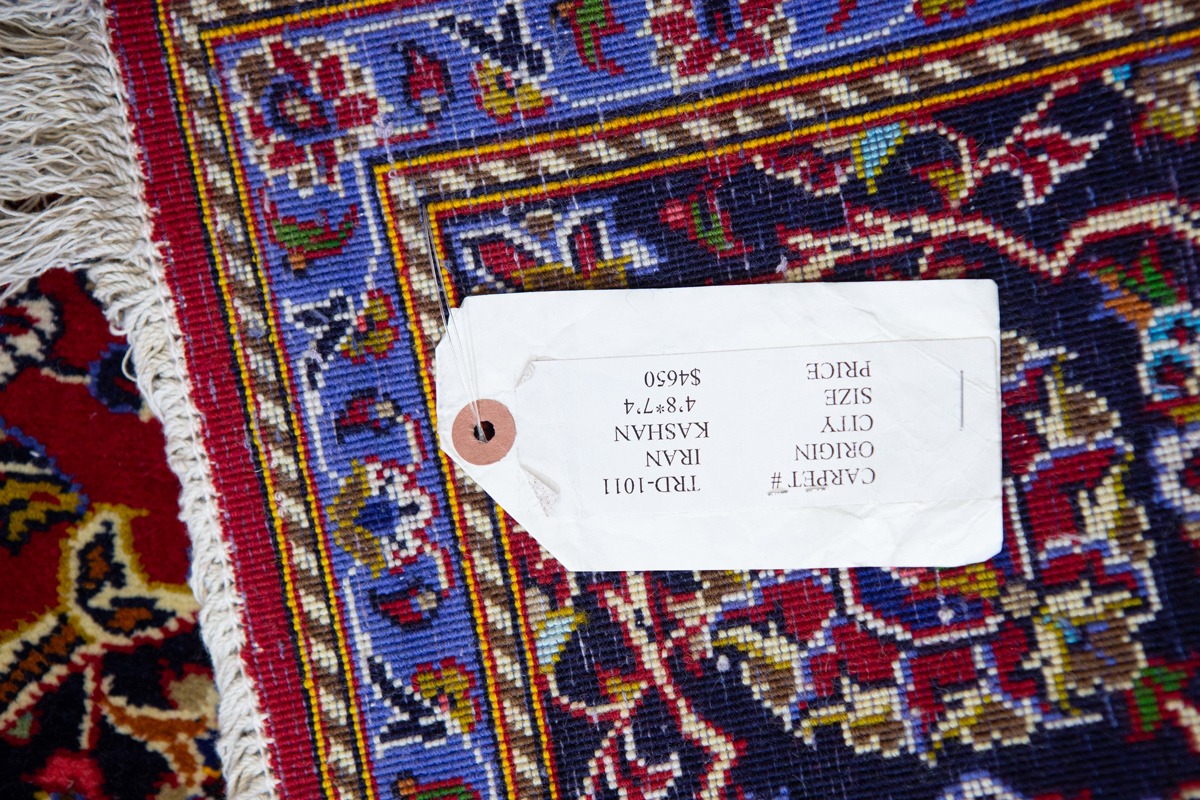 CARPET # TRD-1011
ORIGIN IRAN
CITY KASHAN
SIZE 4'8*7'4
PRICE $4650